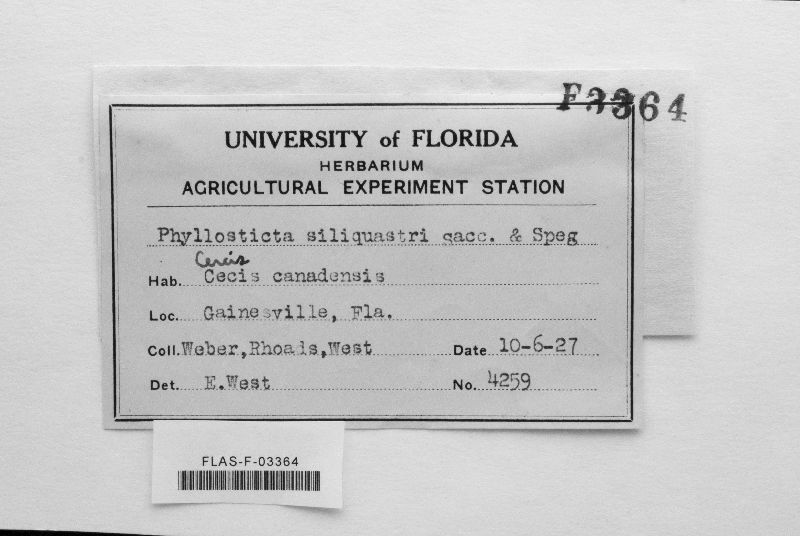 F3364
UNIVERSITY of FLORIDA
HERBARIUM
AGRICULTURAL EXPERIMENT STATION
Phyllosticta siliquastri sacc. & Speg
Cercis
Hab. Cecis canadensis
Loc. Gainesville, Fla.
Coll. Weber, Rhoads, West Date 10-6-27
Det. E.West No. 4259
FLAS-F-03364